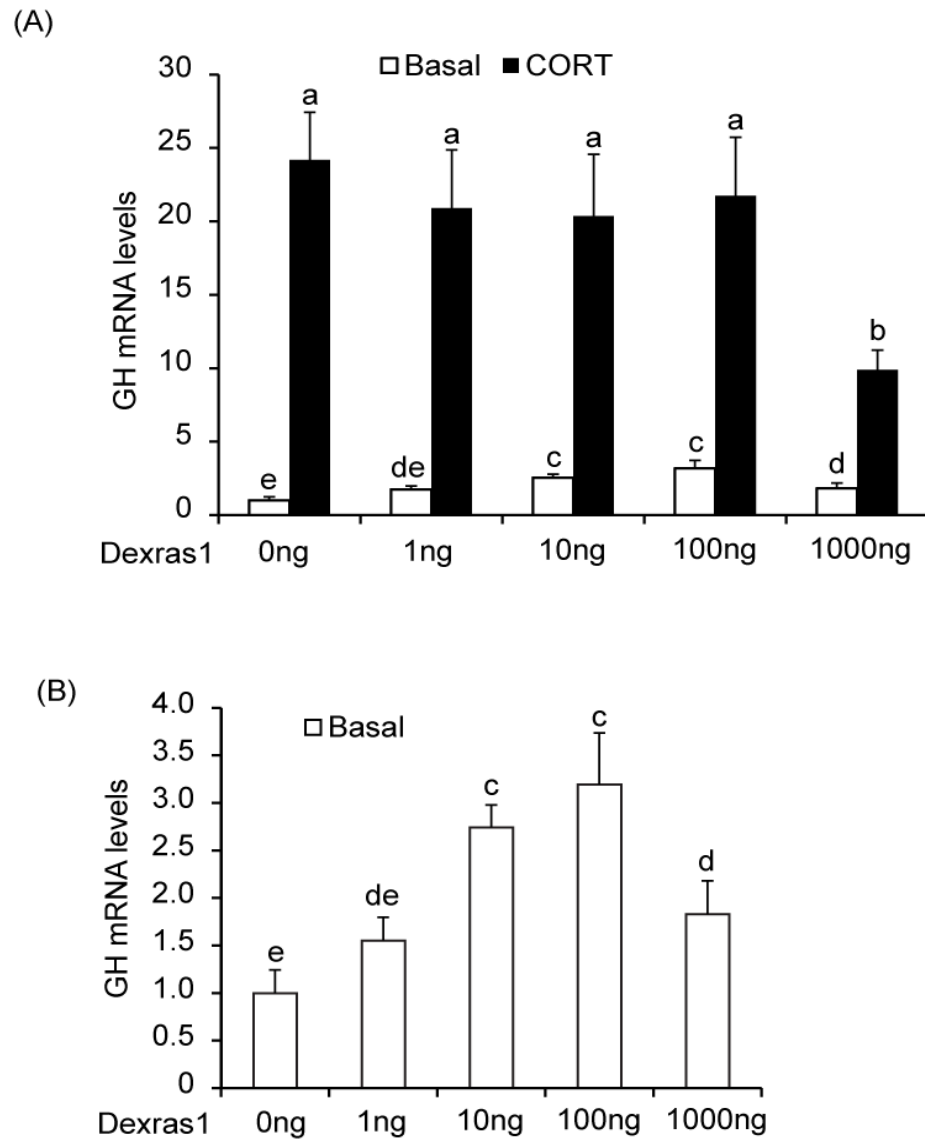 (A)
Basal CORT
30
25
20
15
10
5
0
GH mRNA levels
a a a a b
e de c c d
Dexras1 0ng 1ng 10ng 100ng 1000ng
(B)
Basal
4.0
3.5
3.0
2.5
2.0
1.5
1.0
0.5
0
GH mRNA levels
e de c c d
Dexras1 0ng 1ng 10ng 100ng 1000ng